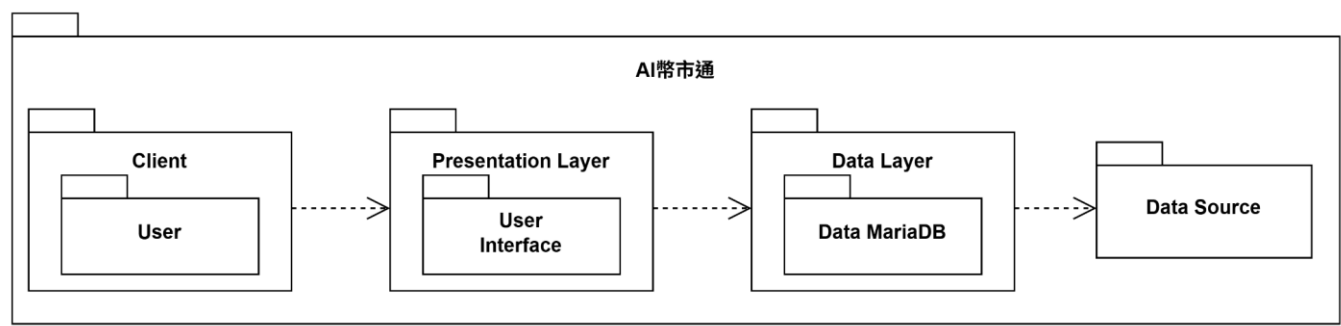 AI幣市通
Client
User
Presentation Layer
User
Interface
Data Layer
Data MariaDB
Data Source